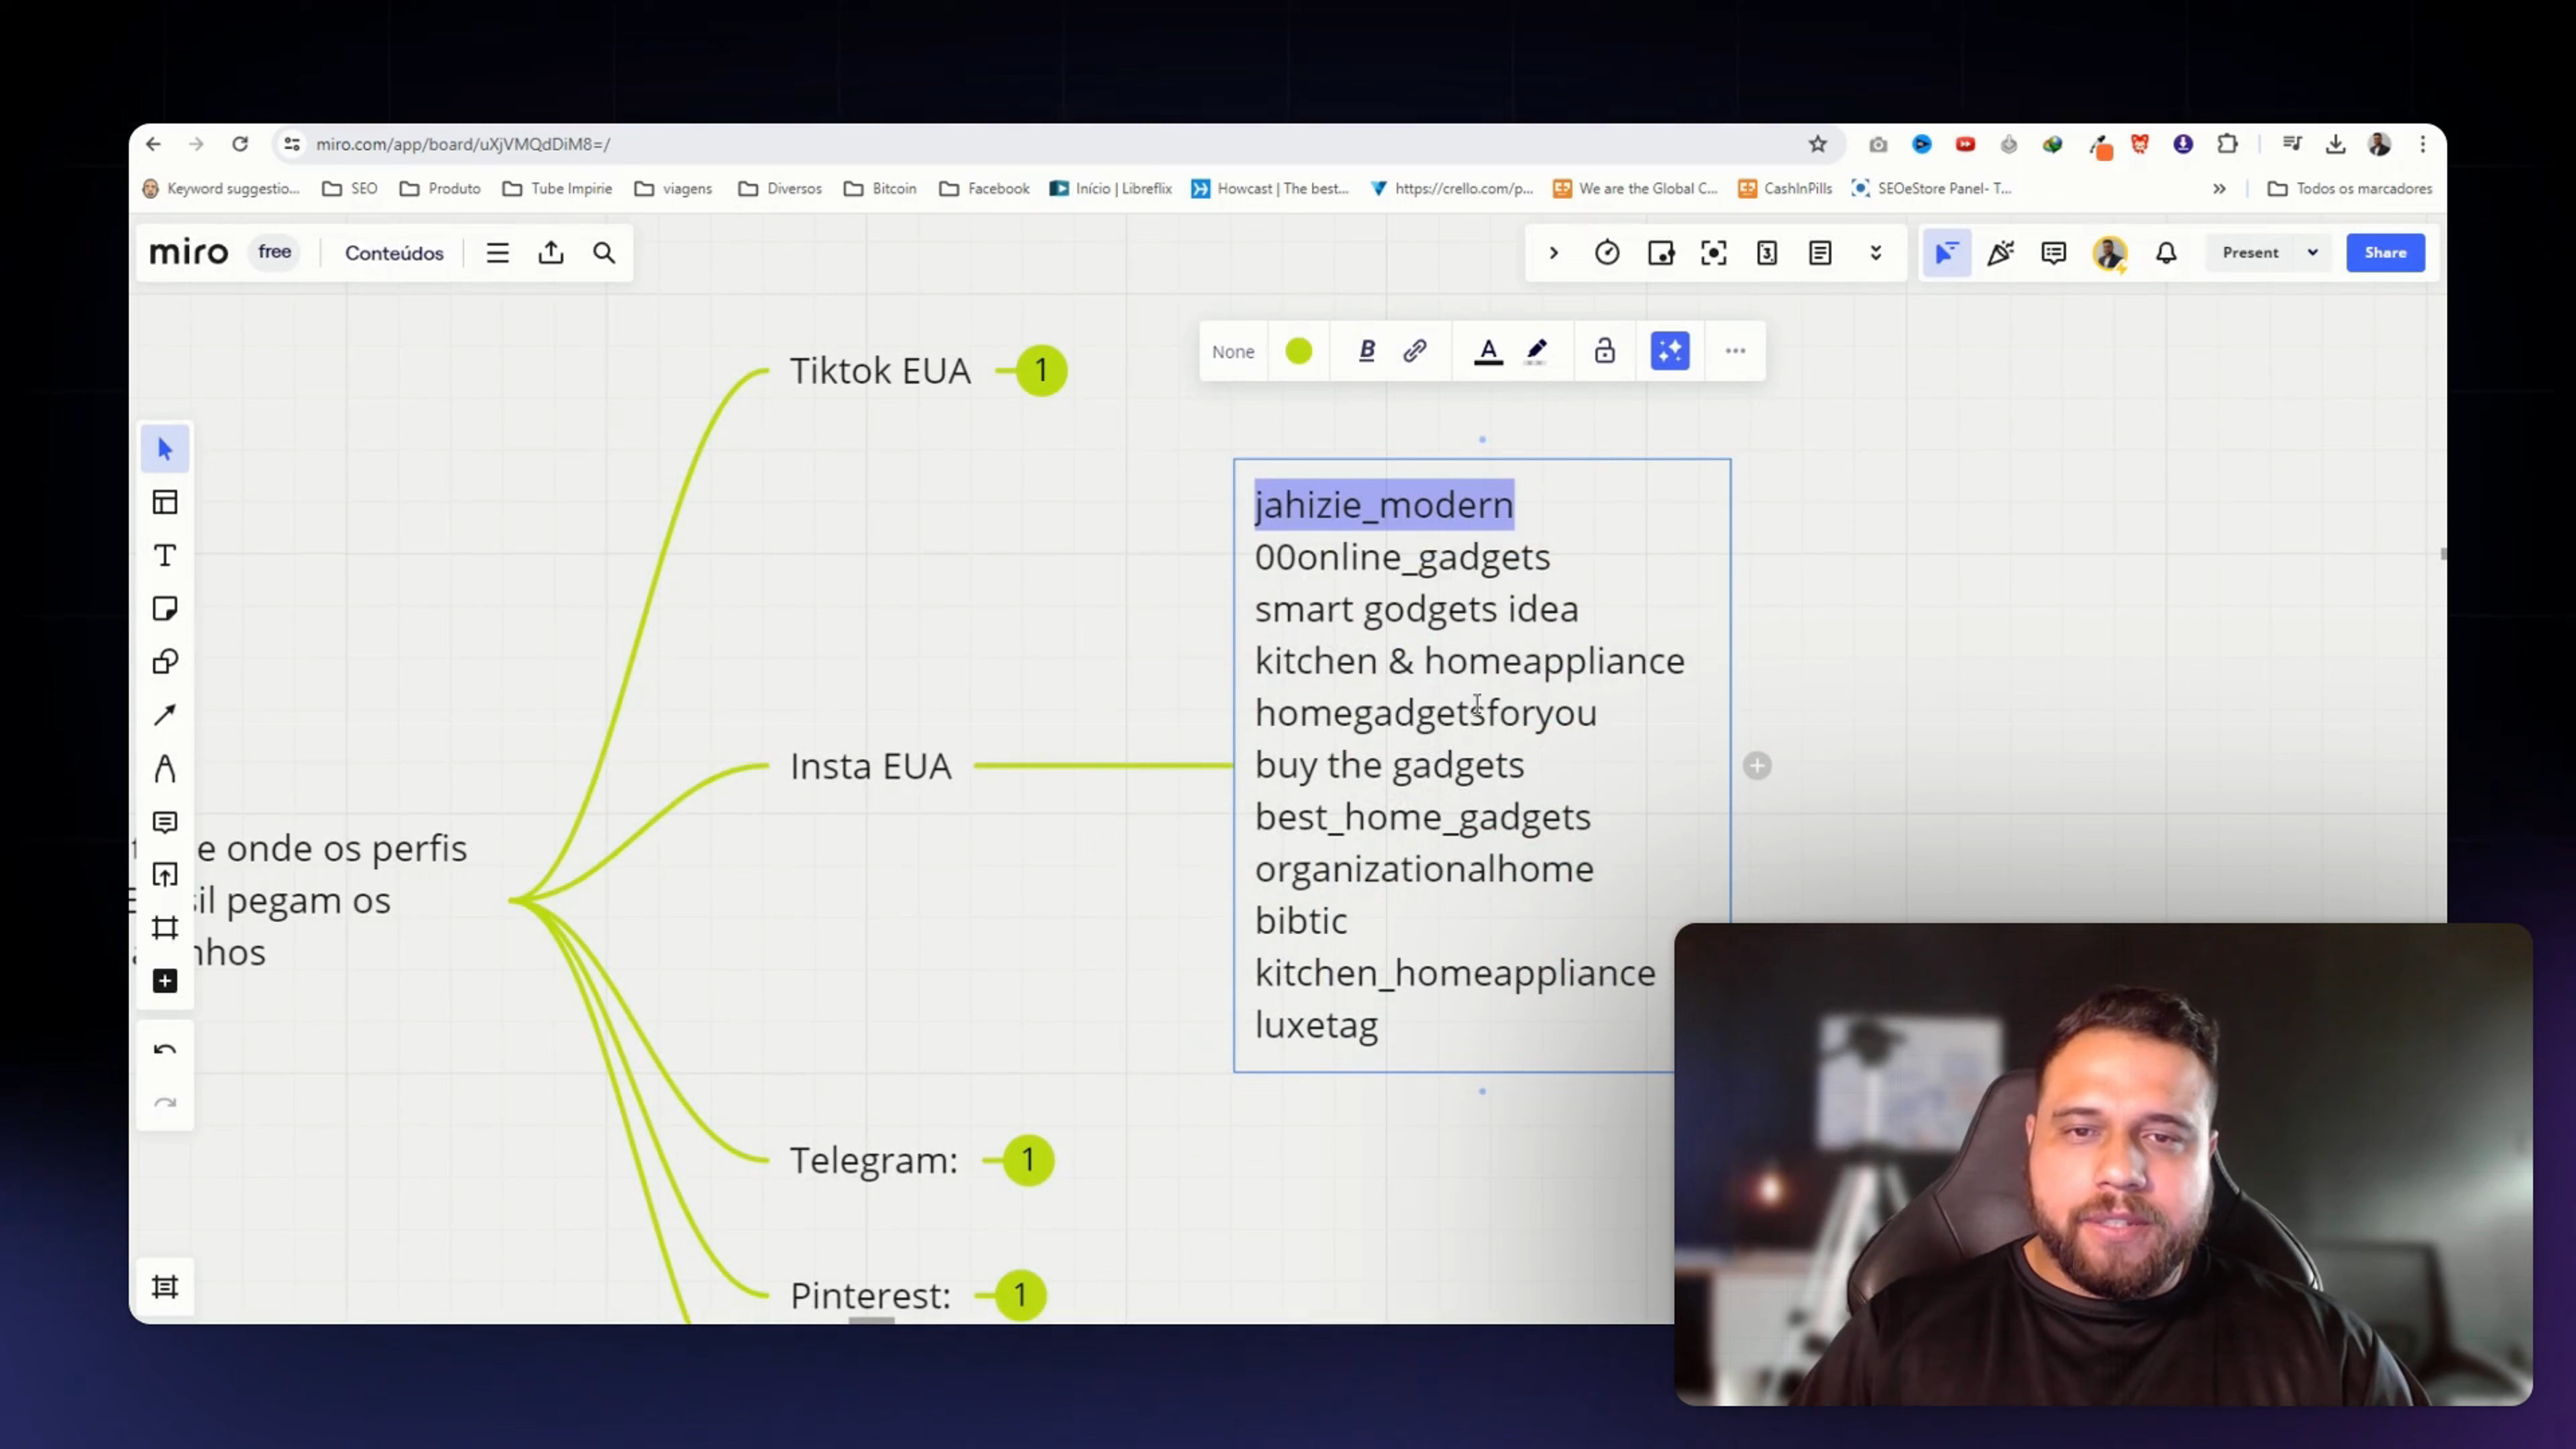 miro.com/app/board/uXjVMQdDiM8=/
Keyword suggestio...
SEO
Produto
Tube Impirie
viagens
Diversos
Bitcoin
Facebook
Início | Libreflix
Howcast | The best...
https://crello.com/p...
We are the Global C...
CashInPills
SEOeStore Panel- T...
»
Todos os marcadores
miro
free
Conteúdos
Present
Share
None
B
A
Tiktok EUA
1
jahizie_modern
00online_gadgets
smart godgets idea
kitchen & homeappliance
homegadgetsforyou
buy the gadgets
best_home_gadgets
organizationalhome
bibtic
kitchen_homeappliance
luxetag
Insta EUA
e onde os perfis
sil pegam os
nhos
Telegram:
1
Pinterest:
1